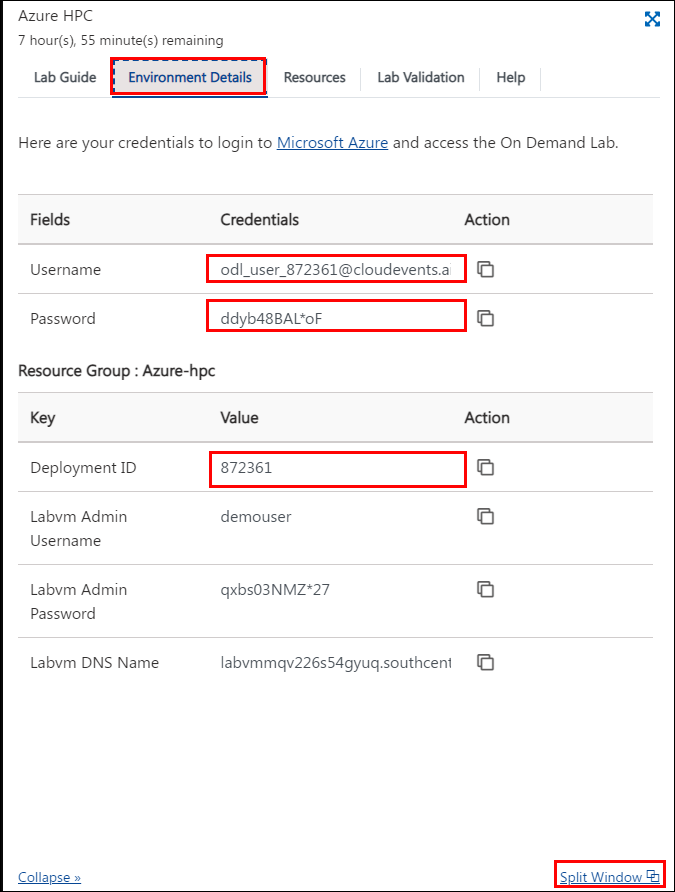 Azure HPC
7 hour(s), 55 minute(s) remaining
Lab Guide Environment Details Resources Lab Validation Help
Here are your credentials to login to Microsoft Azure and access the On Demand Lab.
Fields Credentials Action
Username odl_user_872361@cloudevents.a
Password ddyb48BAL*oF
Resource Group : Azure-hpc
Key Value Action
Deployment ID 872361
Labvm Admin demouser
Username
Labvm Admin qxbs03NMZ*27
Password
Labvm DNS Name labvmmqv226s54gyuq.southcent
Collapse » Split Window